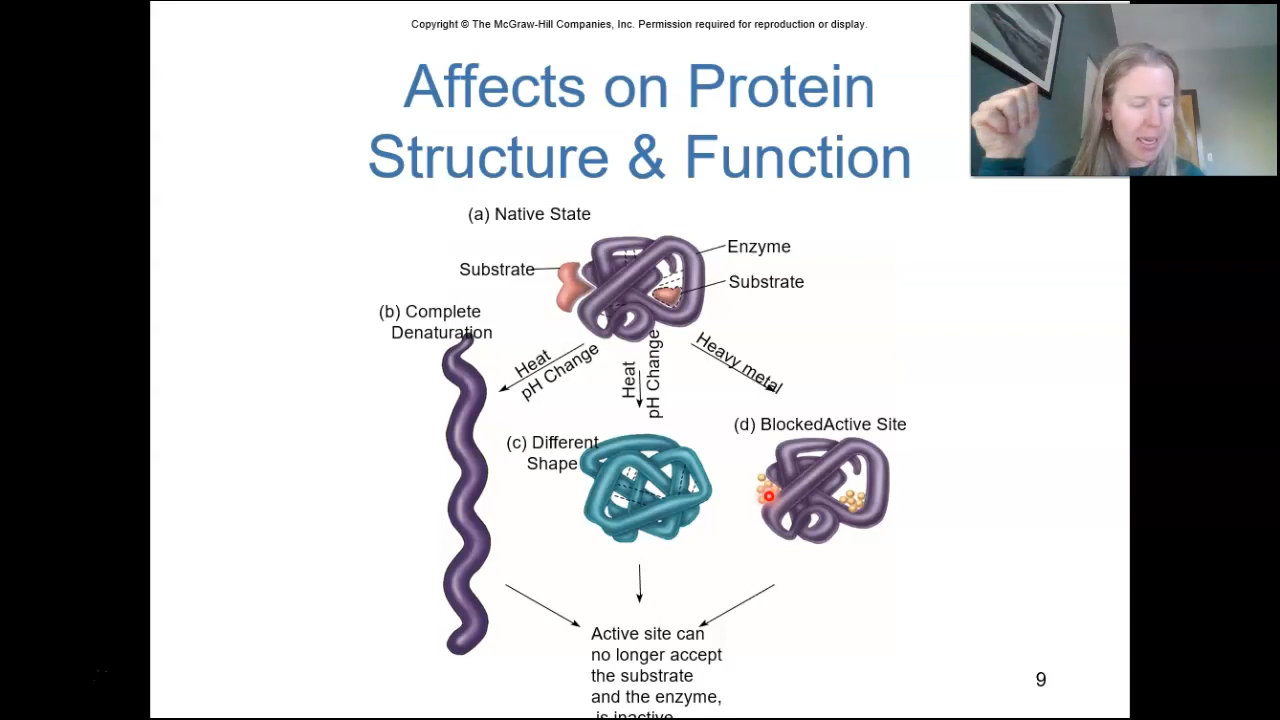 Copyright © The McGraw-Hill Companies, Inc. Permission required for reproduction or display.
Affects on Protein
Structure & Function
(a) Native State
Enzyme
Substrate
Substrate
(b) Complete
Denaturation
Heat
pH Change
Heat
pH Change
Heavy metal
(c) Different
Shape
(d) BlockedActive Site
Active site can
no longer accept
the substrate
and the enzyme,
is inactive
9